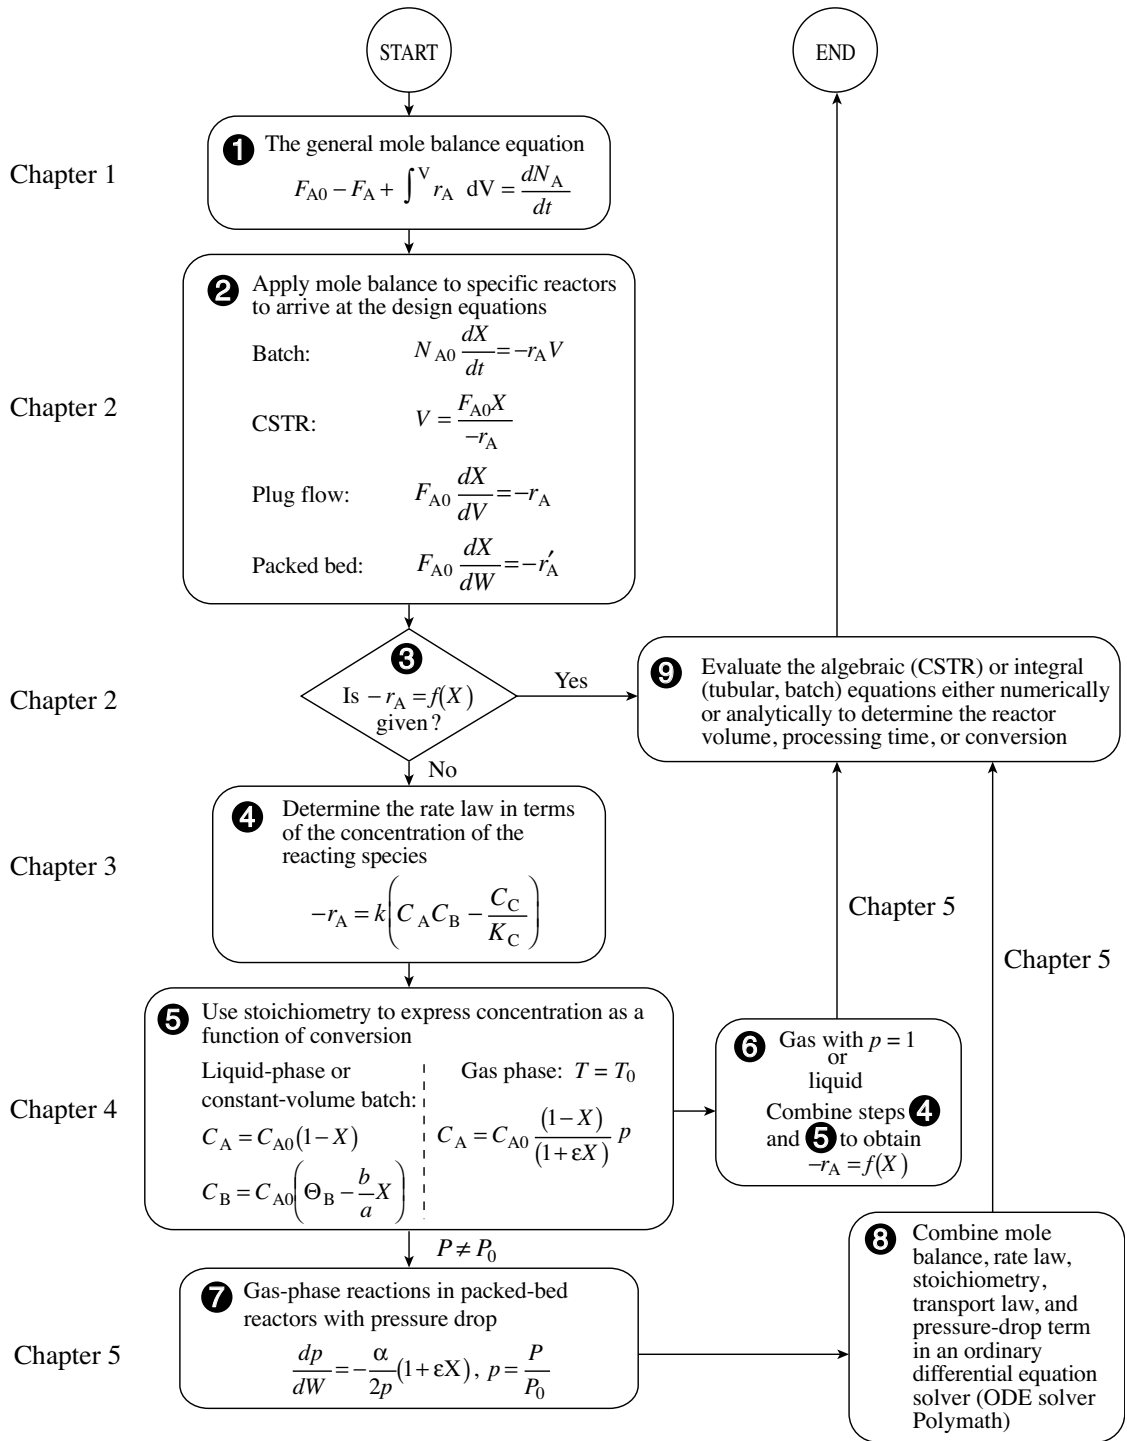 START
END
Chapter 1
1 The general mole balance equation
F_A0 − F_A + ∫^V r_A dV = dN_A/dt
Chapter 2
2 Apply mole balance to specific reactors
to arrive at the design equations
Batch: N_A0 dX/dt = −r_A V
CSTR: V = F_A0 X/−r_A
Plug flow: F_A0 dX/dV = −r_A
Packed bed: F_A0 dX/dW = −r′_A
Chapter 2
3
Is −r_A = f(X)
given?
Yes
No
9 Evaluate the algebraic (CSTR) or integral
(tubular, batch) equations either numerically
or analytically to determine the reactor
volume, processing time, or conversion
Chapter 3
4 Determine the rate law in terms
of the concentration of the
reacting species
−r_A = k(C_A C_B − C_C/K_C)
Chapter 5
Chapter 5
Chapter 4
5 Use stoichiometry to express concentration as a
function of conversion
Liquid-phase or
constant-volume batch:
C_A = C_A0(1 − X)
C_B = C_A0(Θ_B − b/a X)
Gas phase: T = T_0
C_A = C_A0 (1 − X)/(1 + εX) p
6 Gas with p = 1
or
liquid
Combine steps 4
and 5 to obtain
−r_A = f(X)
P ≠ P_0
Chapter 5
7 Gas-phase reactions in packed-bed
reactors with pressure drop
dp/dW = −α/2p (1 + εX), p = P/P_0
8 Combine mole
balance, rate law,
stoichiometry,
transport law, and
pressure-drop term
in an ordinary
differential equation
solver (ODE solver
Polymath)